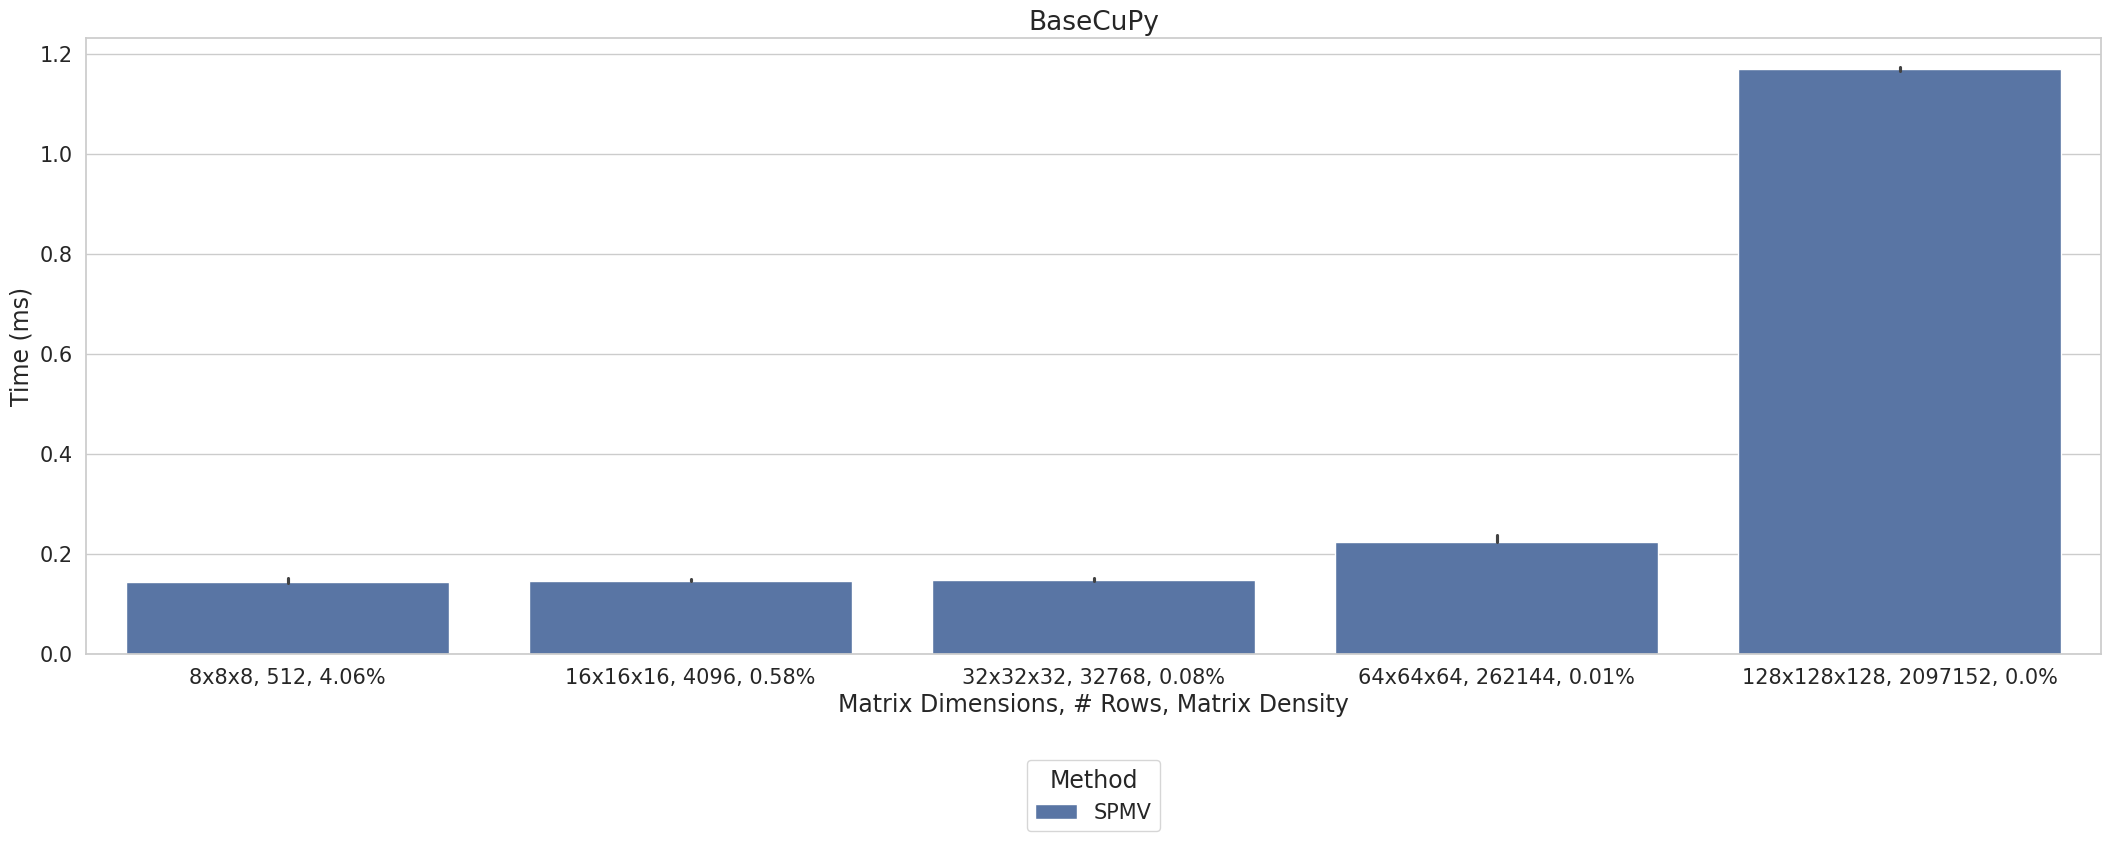 BaseCuPy
1.2
1.0
0.8
0.6
0.4
0.2
0.0
Time (ms)
8x8x8, 512, 4.06%
16x16x16, 4096, 0.58%
32x32x32, 32768, 0.08%
64x64x64, 262144, 0.01%
128x128x128, 2097152, 0.0%
Matrix Dimensions, # Rows, Matrix Density
Method
SPMV